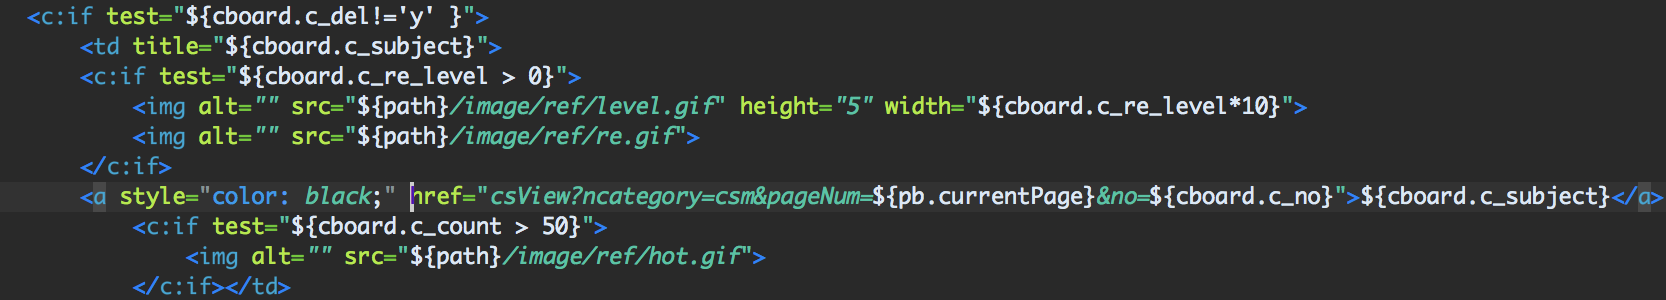 <c:if test="${cboard.c_del!='y' }">
<td title="${cboard.c_subject}">
<c:if test="${cboard.c_re_level > 0}">
<img alt="" src="${path}/image/ref/level.gif" height="5" width="${cboard.c_re_level*10}">
<img alt="" src="${path}/image/ref/re.gif">
</c:if>
<a style="color: black;" href="csView?ncategory=csm&pageNum=${pb.currentPage}&no=${cboard.c_no}">${cboard.c_subject}</a>
<c:if test="${cboard.c_count > 50}">
<img alt="" src="${path}/image/ref/hot.gif">
</c:if></td>